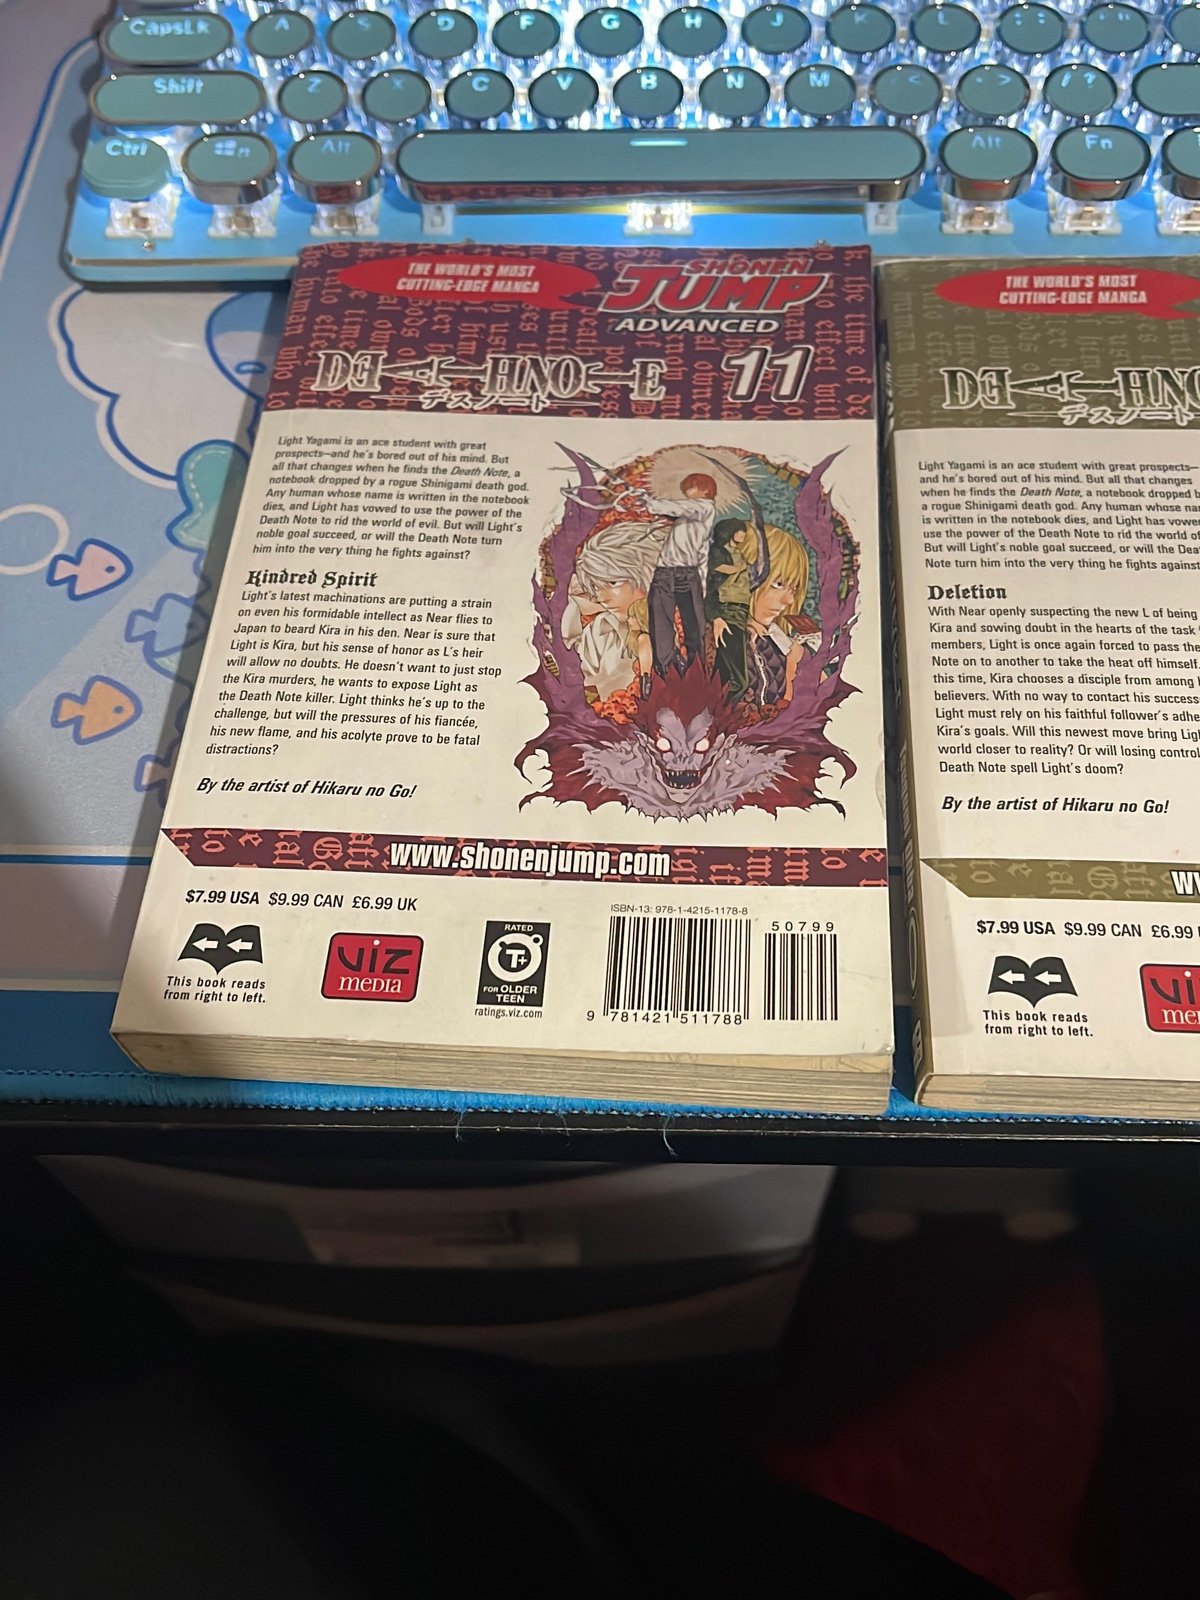 CapsLk A S D F G H J K L
Shift Z X C V B N M < > / ?
Ctrl Alt Alt Fn
THE WORLD'S MOST
CUTTING-EDGE MANGA
SHONEN
JUMP
ADVANCED
DEATH NOTE 11
デスノート
Light Yagami is an ace student with great
prospects—and he's bored out of his mind. But
all that changes when he finds the Death Note, a
notebook dropped by a rogue Shinigami death god.
Any human whose name is written in the notebook
dies, and Light has vowed to use the power of the
Death Note to rid the world of evil. But will Light's
noble goal succeed, or will the Death Note turn
him into the very thing he fights against?
Kindred Spirit
Light's latest machinations are putting a strain
on even his formidable intellect as Near flies to
Japan to beard Kira in his den. Near is sure that
Light is Kira, but his sense of honor as L's heir
will allow no doubts. He doesn't want to just stop
the Kira murders, he wants to expose Light as
the Death Note killer. Light thinks he's up to the
challenge, but will the pressures of his fiancée,
his new flame, and his acolyte prove to be fatal
distractions?
By the artist of Hikaru no Go!
www.shonenjump.com
$7.99 USA $9.99 CAN £6.99 UK
This book reads
from right to left.
VIZ
MEDIA
RATED
T+
FOR OLDER
TEEN
ratings.viz.com
ISBN-13: 978-1-4215-1178-8
50799
9 781421 511788
THE WORLD'S MOST
CUTTING-EDGE MANGA
DEATH NO
デスノート
Light Yagami is an ace student with great prospects—
and he's bored out of his mind. But all that changes
when he finds the Death Note, a notebook dropped b
a rogue Shinigami death god. Any human whose na
is written in the notebook dies, and Light has vowe
use the power of the Death Note to rid the world of
But will Light's noble goal succeed, or will the Dea
Note turn him into the very thing he fights against
Deletion
With Near openly suspecting the new L of being
Kira and sowing doubt in the hearts of the task
members, Light is once again forced to pass the
Note on to another to take the heat off himself.
this time, Kira chooses a disciple from among
believers. With no way to contact his success
Light must rely on his faithful follower's adhe
Kira's goals. Will this newest move bring Lig
world closer to reality? Or will losing control
Death Note spell Light's doom?
By the artist of Hikaru no Go!
ww
$7.99 USA $9.99 CAN £6.99
This book reads
from right to left.
VI
ME